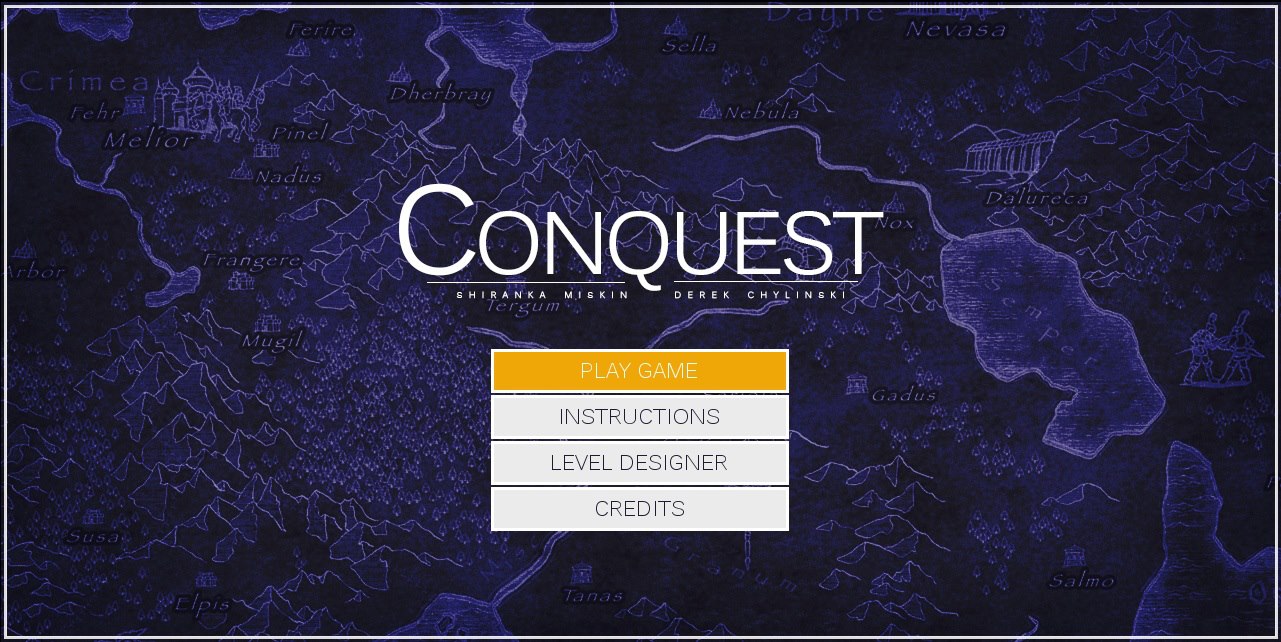 Ferire
Dayne
Nevasa
Sella
Crimea
Dherbray
Fehr
Nebula
Melior
Pinel
Nadus
Dalureca
CONQUEST
Nox
Frangere
Arbor
SHIRANKA MISKIN DEREK CHYLINSKI
Tergum
Mugil
PLAY GAME
Gadus
INSTRUCTIONS
LEVEL DESIGNER
CREDITS
Susa
Salmo
Tanas
Elpis